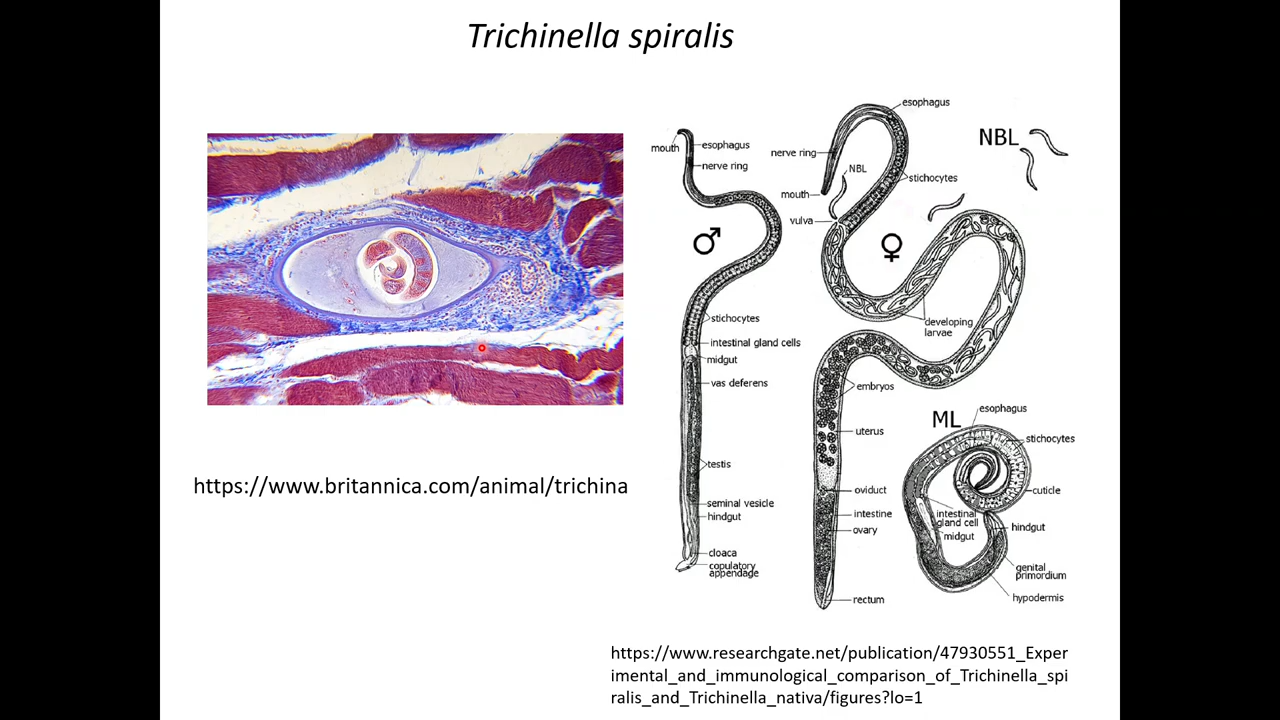 Trichinella spiralis
https://www.britannica.com/animal/trichina
mouth
esophagus
nerve ring
♂
stichocytes
intestinal gland cells
midgut
vas deferens
testis
seminal vesicle
hindgut
cloaca
copulatory
appendage
esophagus
nerve ring
NBL
stichocytes
mouth
vulva
♀
developing
larvae
embryos
uterus
oviduct
intestine
ovary
rectum
NBL
ML
esophagus
stichocytes
cuticle
intestinal
gland cell
midgut
hindgut
genital
primordium
hypodermis
https://www.researchgate.net/publication/47930551_Exper
imental_and_immunological_comparison_of_Trichinella_spi
ralis_and_Trichinella_nativa/figures?lo=1